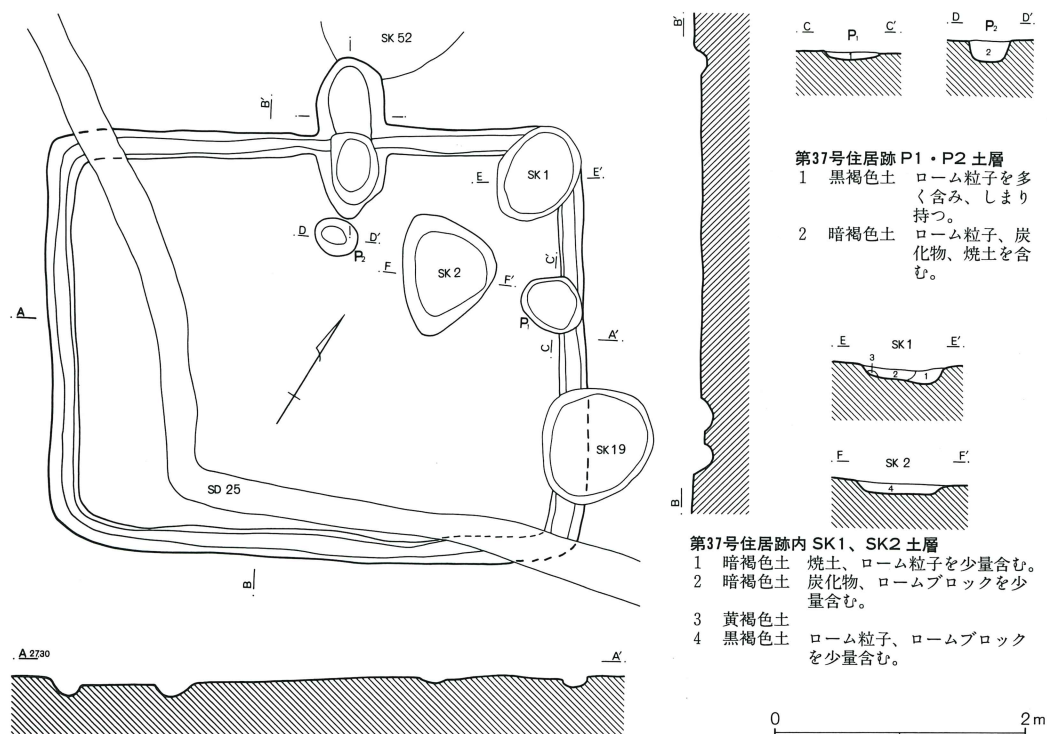 SK 52
B'
SK 1
E
E'
D
D'
P2
F
SK 2
F'
C'
P1
C
A
A'
SK 19
SD 25
B
A 27.30
A'
B'
B
C
P1
C'
1
D
P2
D'
2
第37号住居跡 P1・P2 土層
1 黒褐色土 ローム粒子を多
く含み、しまり
持つ。
2 暗褐色土 ローム粒子、炭
化物、焼土を含
む。
E
SK1
E'
3
2
1
F
SK 2
F'
4
第37号住居跡内 SK1、SK2 土層
1 暗褐色土 焼土、ローム粒子を少量含む。
2 暗褐色土 炭化物、ロームブロックを少
量含む。
3 黄褐色土
4 黒褐色土 ローム粒子、ロームブロック
を少量含む。
0
2m